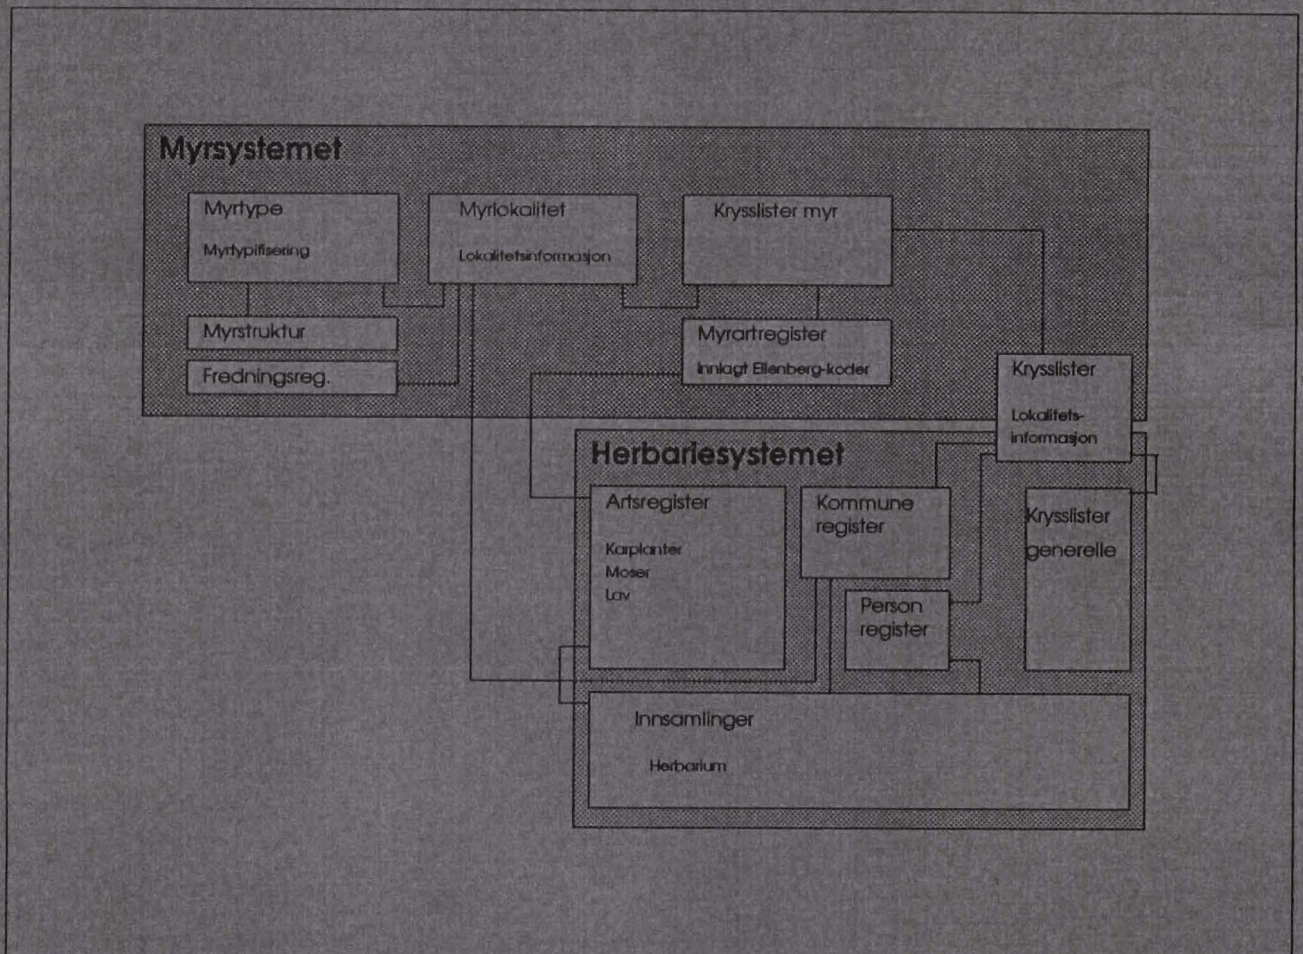 Myrsystemet
Myrtype
Myrtypifisering
Myrlokalitet
Lokalitetsinformasjon
Krysslister myr
Myrstruktur
Fredningsreg.
Myrartregister
Innlagt Ellenberg-koder
Krysslister
Lokalitets-
informasjon
Herbariesystemet
Artsregister
Karplanter
Moser
Lav
Kommune
register
Person
register
Krysslister
generelle
Innsamlinger
Herbarium